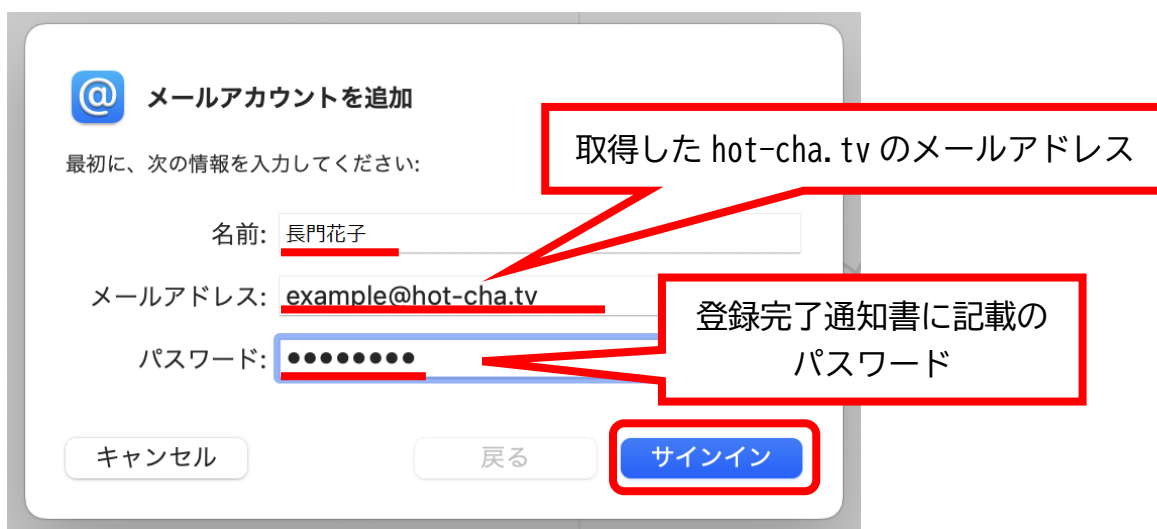 メールアカウントを追加
取得した hot-cha.tv のメールアドレス
最初に、次の情報を入力してください:
名前: 長門花子
メールアドレス: example@hot-cha.tv
登録完了通知書に記載の
パスワード
パスワード: ●●●●●●●●
キャンセル
戻る
サインイン